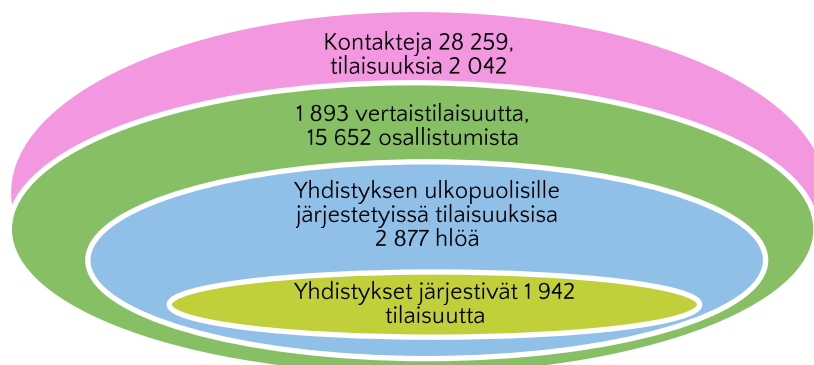 Kontakteja 28 259,
tilaisuuksia 2 042
1 893 vertaistilaisuutta,
15 652 osallistumista
Yhdistyksen ulkopuolisille
järjestetyissä tilaisuuksisa
2 877 hlöä
Yhdistykset järjestivät 1 942
tilaisuutta